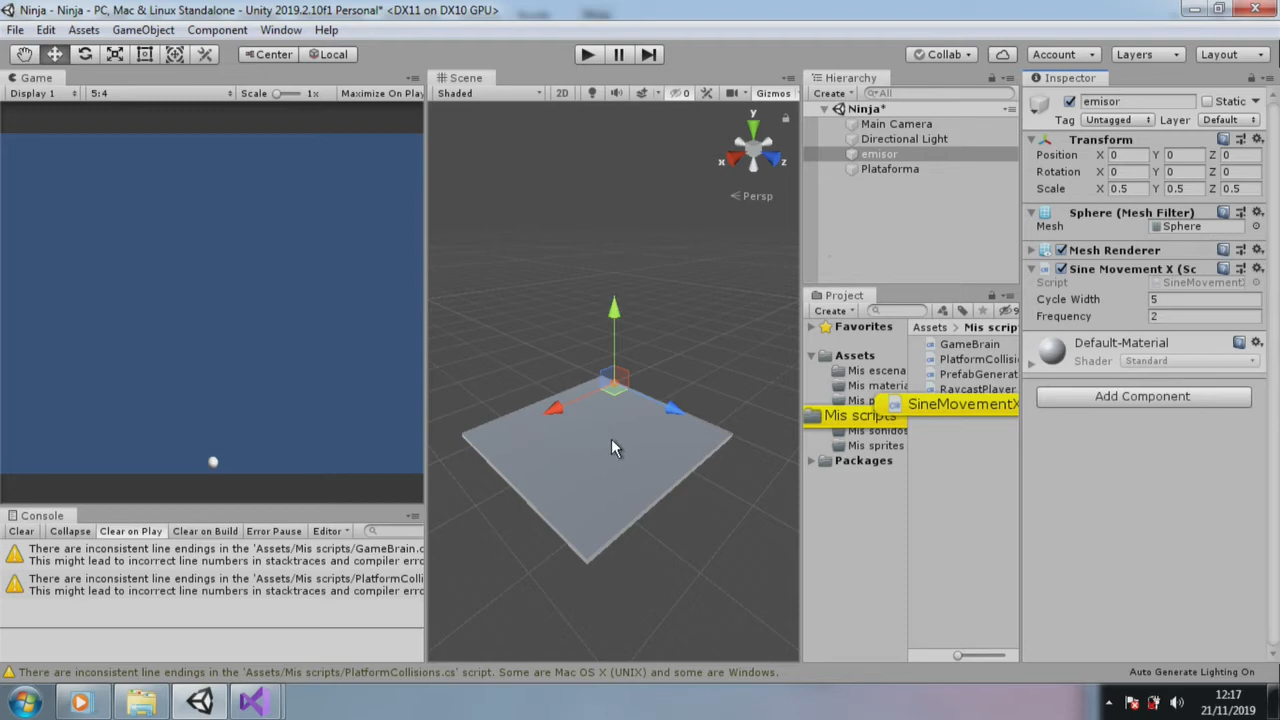 Ninja - Ninja - PC, Mac & Linux Standalone - Unity 2019.2.10f1 Personal* <DX11 on DX10 GPU>
File Edit Assets GameObject Component Window Help
Center Local Collab Account Layers Layout
Game
Display 1 5:4 Scale 1x Maximize On Play
Scene
Shaded 2D 0 Gizmos
y
x
z
Persp
Hierarchy
Create All
Ninja*
Main Camera
Directional Light
emisor
Plataforma
Project
Create 9
Favorites
Assets
Mis escena
Mis materia
Mis p
Mis scripts
Mis sonidos
Mis sprites
Packages
Assets > Mis scrip
GameBrain
PlatformCollisi
PrefabGenerat
RaycastPlayer
SineMovementX
Inspector
emisor Static
Tag Untagged Layer Default
Transform
Position X 0 Y 0 Z 0
Rotation X 0 Y 0 Z 0
Scale X 0.5 Y 0.5 Z 0.5
Sphere (Mesh Filter)
Mesh Sphere
Mesh Renderer
Sine Movement X (Sc
Script SineMovement
Cycle Width 5
Frequency 2
Default-Material
Shader Standard
Add Component
Console
Clear Collapse Clear on Play Clear on Build Error Pause Editor
There are inconsistent line endings in the 'Assets/Mis scripts/GameBrain.c
This might lead to incorrect line numbers in stacktraces and compiler erro
There are inconsistent line endings in the 'Assets/Mis scripts/PlatformColli
This might lead to incorrect line numbers in stacktraces and compiler erro
There are inconsistent line endings in the 'Assets/Mis scripts/PlatformCollisions.cs' script. Some are Mac OS X (UNIX) and some are Windows.
Auto Generate Lighting On
12:17
21/11/2019